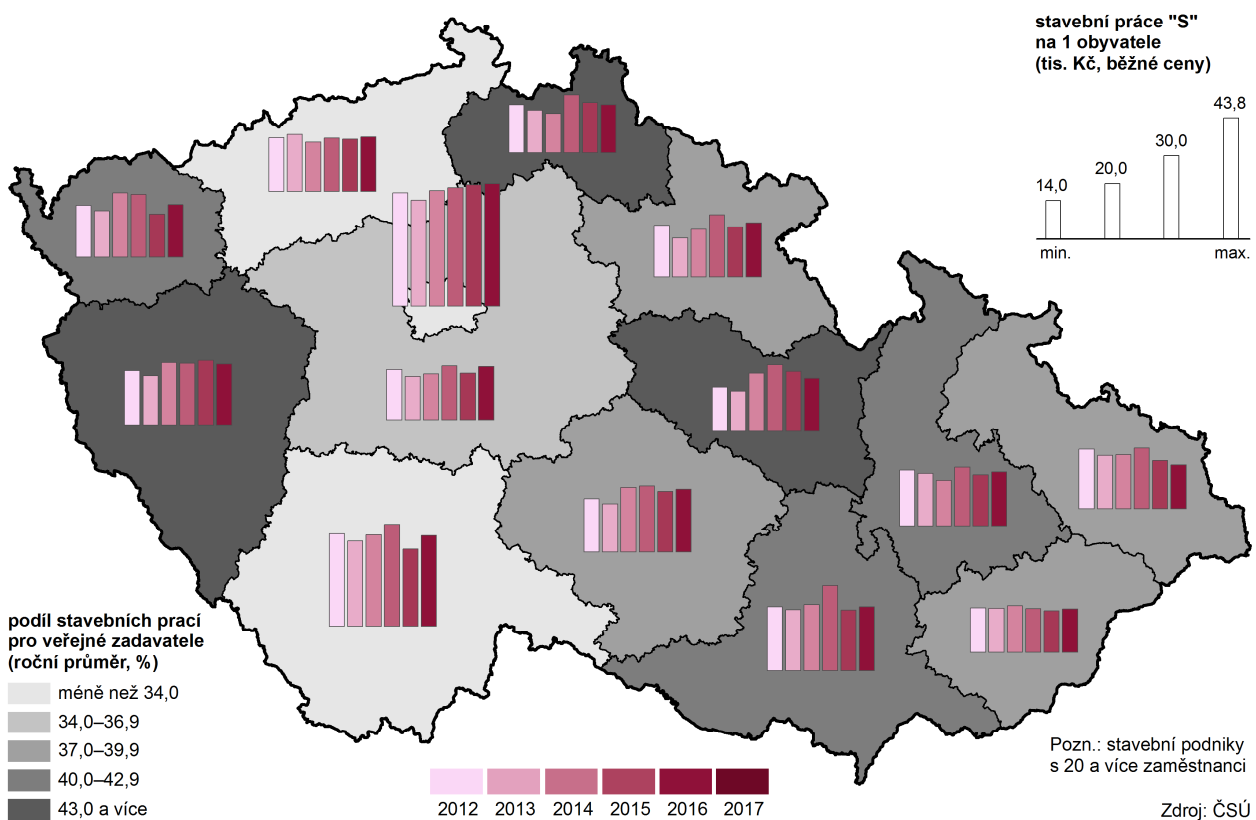 stavební práce "S"
na 1 obyvatele
(tis. Kč, běžné ceny)
43,8
30,0
20,0
14,0
min.
max.
podíl stavebních prací
pro veřejné zadavatele
(roční průměr, %)
méně než 34,0
34,0–36,9
37,0–39,9
40,0–42,9
43,0 a více
2012 2013 2014 2015 2016 2017
Pozn.: stavební podniky
s 20 a více zaměstnanci
Zdroj: ČSÚ